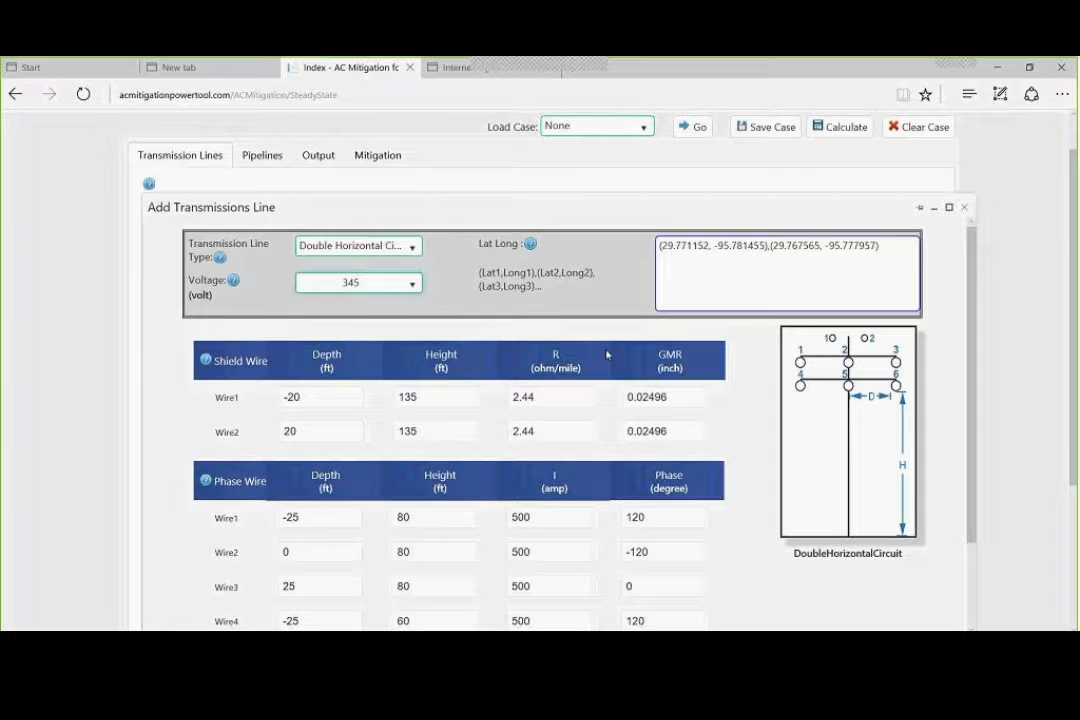 Start
New tab
Index - AC Mitigation fc
Interne
acmitigationpowertool.com/ACMitigation/SteadyState
Load Case: None Go Save Case Calculate Clear Case
Transmission Lines Pipelines Output Mitigation
Add Transmissions Line
Transmission Line Type: Double Horizontal Ci...
Voltage: (volt) 345
Lat Long :
(Lat1,Long1),(Lat2,Long2),
(Lat3,Long3)...
(29.771152, -95.781455),(29.767565, -95.777957)
Shield Wire Depth (ft) Height (ft) R (ohm/mile) GMR (inch)
Wire1 -20 135 2.44 0.02496
Wire2 20 135 2.44 0.02496
Phase Wire Depth (ft) Height (ft) I (amp) Phase (degree)
Wire1 -25 80 500 120
Wire2 0 80 500 -120
Wire3 25 80 500 0
Wire4 -25 60 500 120
1 2
1 2 3
4 5 6
D
H
DoubleHorizontalCircuit